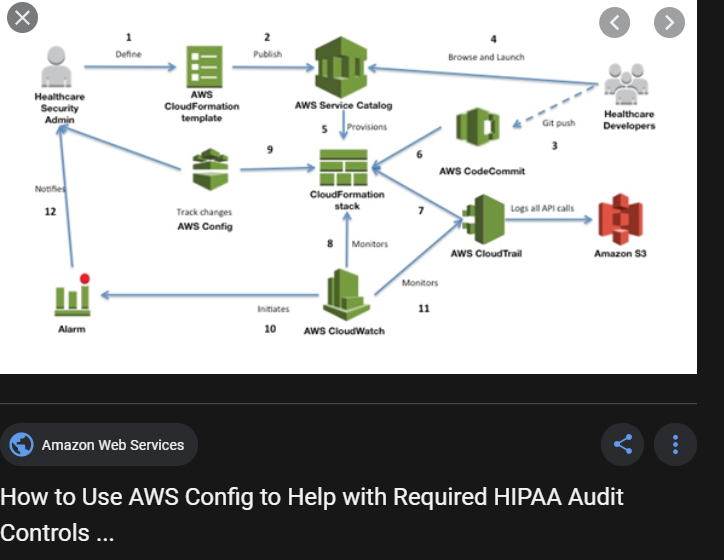 1
Define
2
Publish
4
Browse and Launch
Healthcare
Security
Admin
AWS
CloudFormation
template
AWS Service Catalog
Healthcare
Developers
5
Provisions
Git push
3
6
AWS CodeCommit
9
CloudFormation
stack
Track changes
AWS Config
Notifies
12
7
Logs all API calls
AWS CloudTrail
Amazon S3
8
Monitors
Monitors
11
Initiates
10
Alarm
AWS CloudWatch
Amazon Web Services
How to Use AWS Config to Help with Required HIPAA Audit
Controls ...